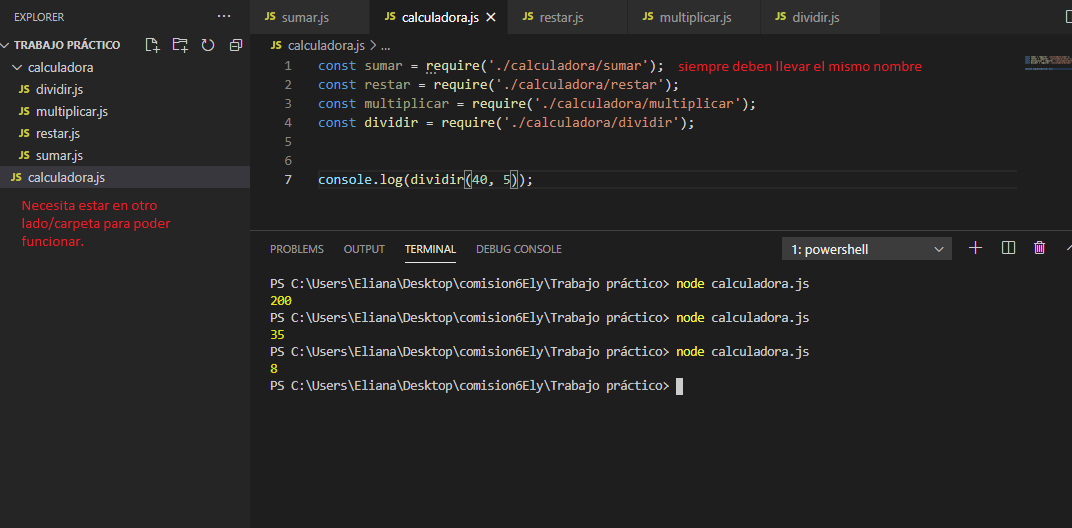 EXPLORER ···
TRABAJO PRÁCTICO
calculadora
JS dividir.js
JS multiplicar.js
JS restar.js
JS sumar.js
JS calculadora.js
Necesita estar en otro
lado/carpeta para poder
funcionar.
JS sumar.js JS calculadora.js JS restar.js JS multiplicar.js JS dividir.js
JS calculadora.js > ...
1 const sumar = require('./calculadora/sumar'); siempre deben llevar el mismo nombre
2 const restar = require('./calculadora/restar');
3 const multiplicar = require('./calculadora/multiplicar');
4 const dividir = require('./calculadora/dividir');
5
6
7 console.log(dividir(40, 5));
PROBLEMS OUTPUT TERMINAL DEBUG CONSOLE 1: powershell
PS C:\Users\Eliana\Desktop\comision6Ely\Trabajo práctico> node calculadora.js
200
PS C:\Users\Eliana\Desktop\comision6Ely\Trabajo práctico> node calculadora.js
35
PS C:\Users\Eliana\Desktop\comision6Ely\Trabajo práctico> node calculadora.js
8
PS C:\Users\Eliana\Desktop\comision6Ely\Trabajo práctico>